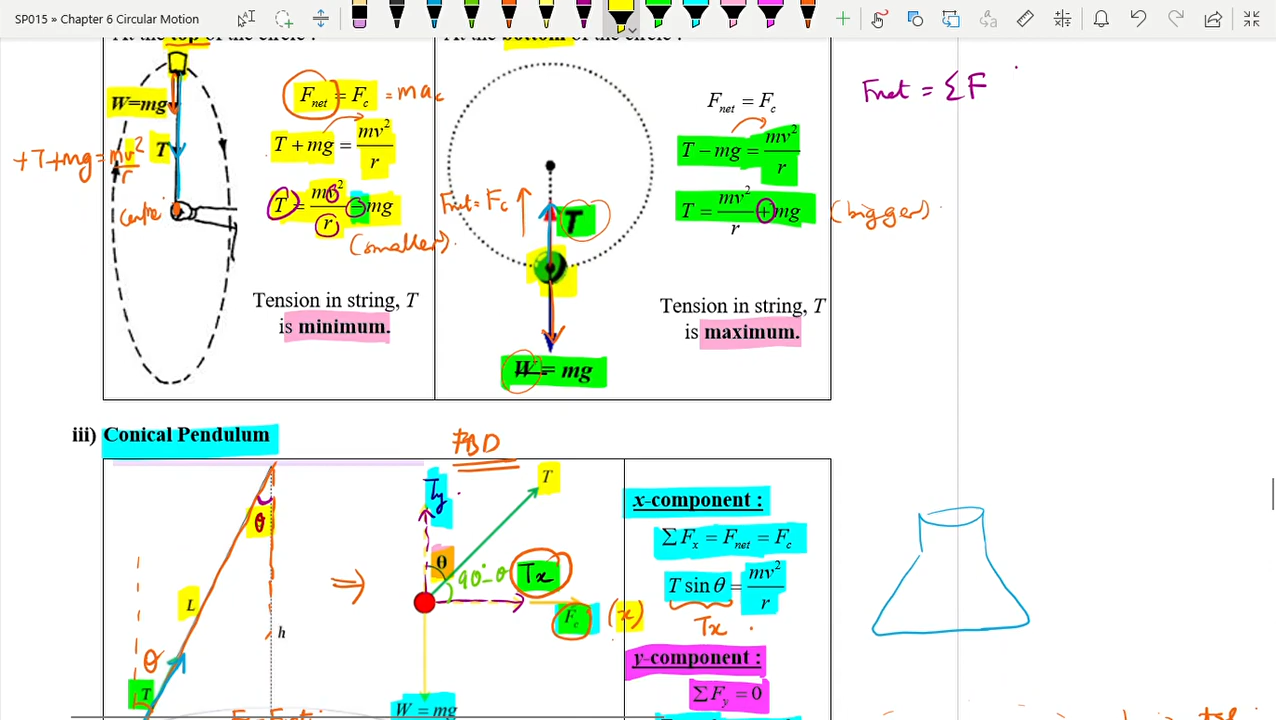 SP015 » Chapter 6 Circular Motion
At the top of the circle :
At the bottom of the circle :
W=mg
T
+T+mg = mv²/r
Centre
Fnet = Fc = mac
T + mg = mv²/r
T = mv²/r − mg
(smaller)
Tension in string, T
is minimum.
Fnet = Fc
T
W = mg
Fnet = Fc
T − mg = mv²/r
T = mv²/r + mg
(bigger)
Tension in string, T
is maximum.
Fnet = ΣF
iii) Conical Pendulum
FBD
θ
L
h
θ
T
⇒
Ty
T
θ
90°-θ
Tx
Fc
(x)
W = mg
x-component :
ΣFx = Fnet = Fc
T sin θ = mv²/r
Tx
y-component :
ΣFy = 0